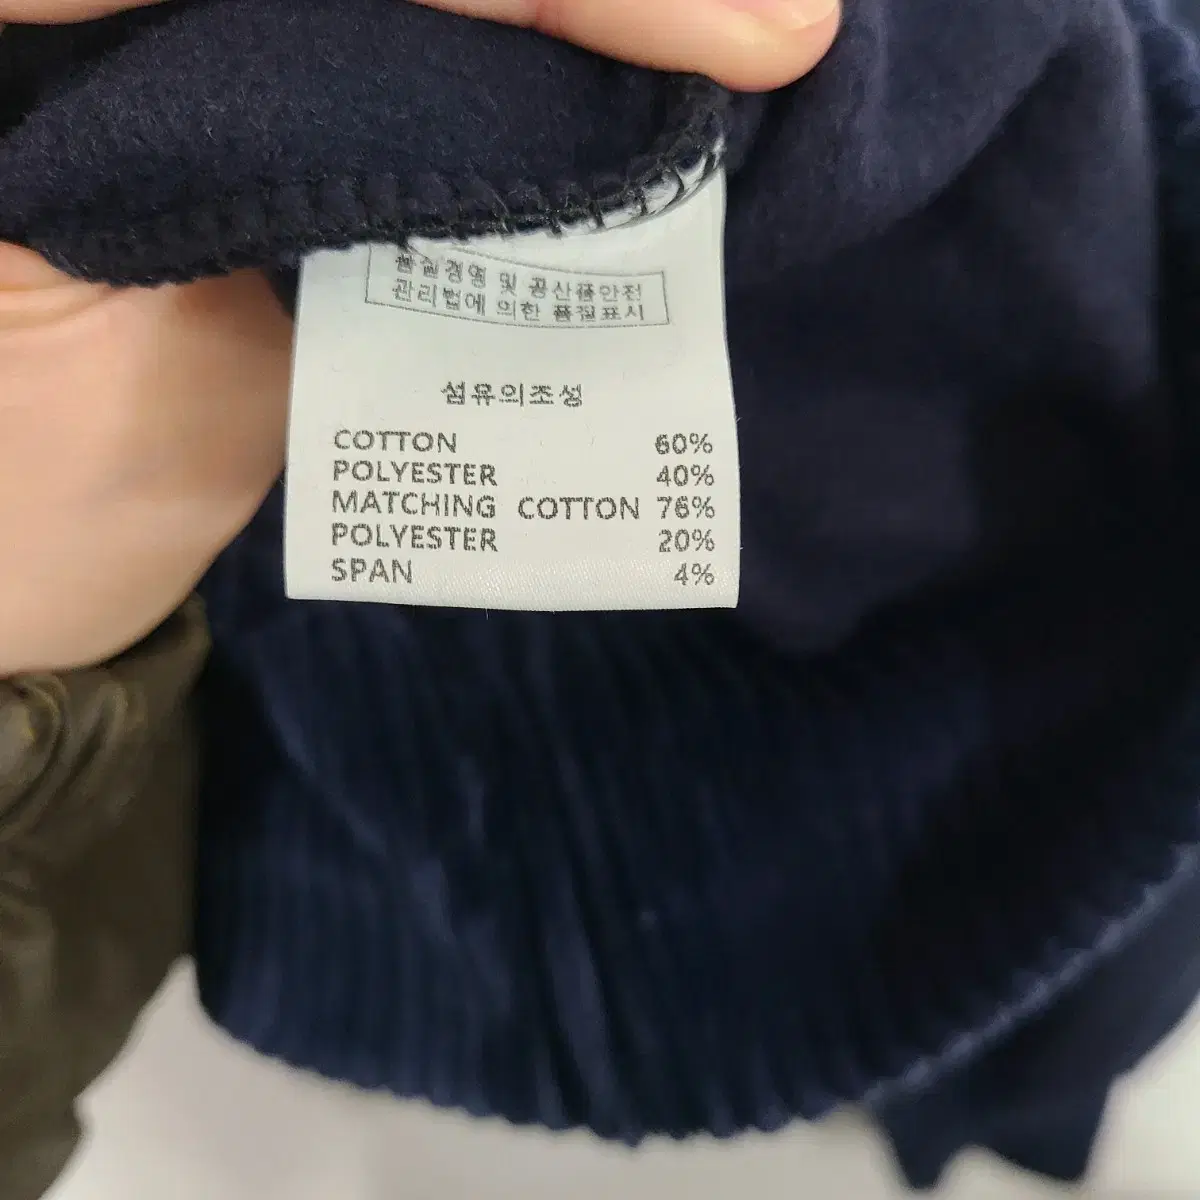 품질경영 및 공산품안전
관리법에 의한 품질표시
섬유의조성
COTTON 60%
POLYESTER 40%
MATCHING COTTON 76%
POLYESTER 20%
SPAN 4%